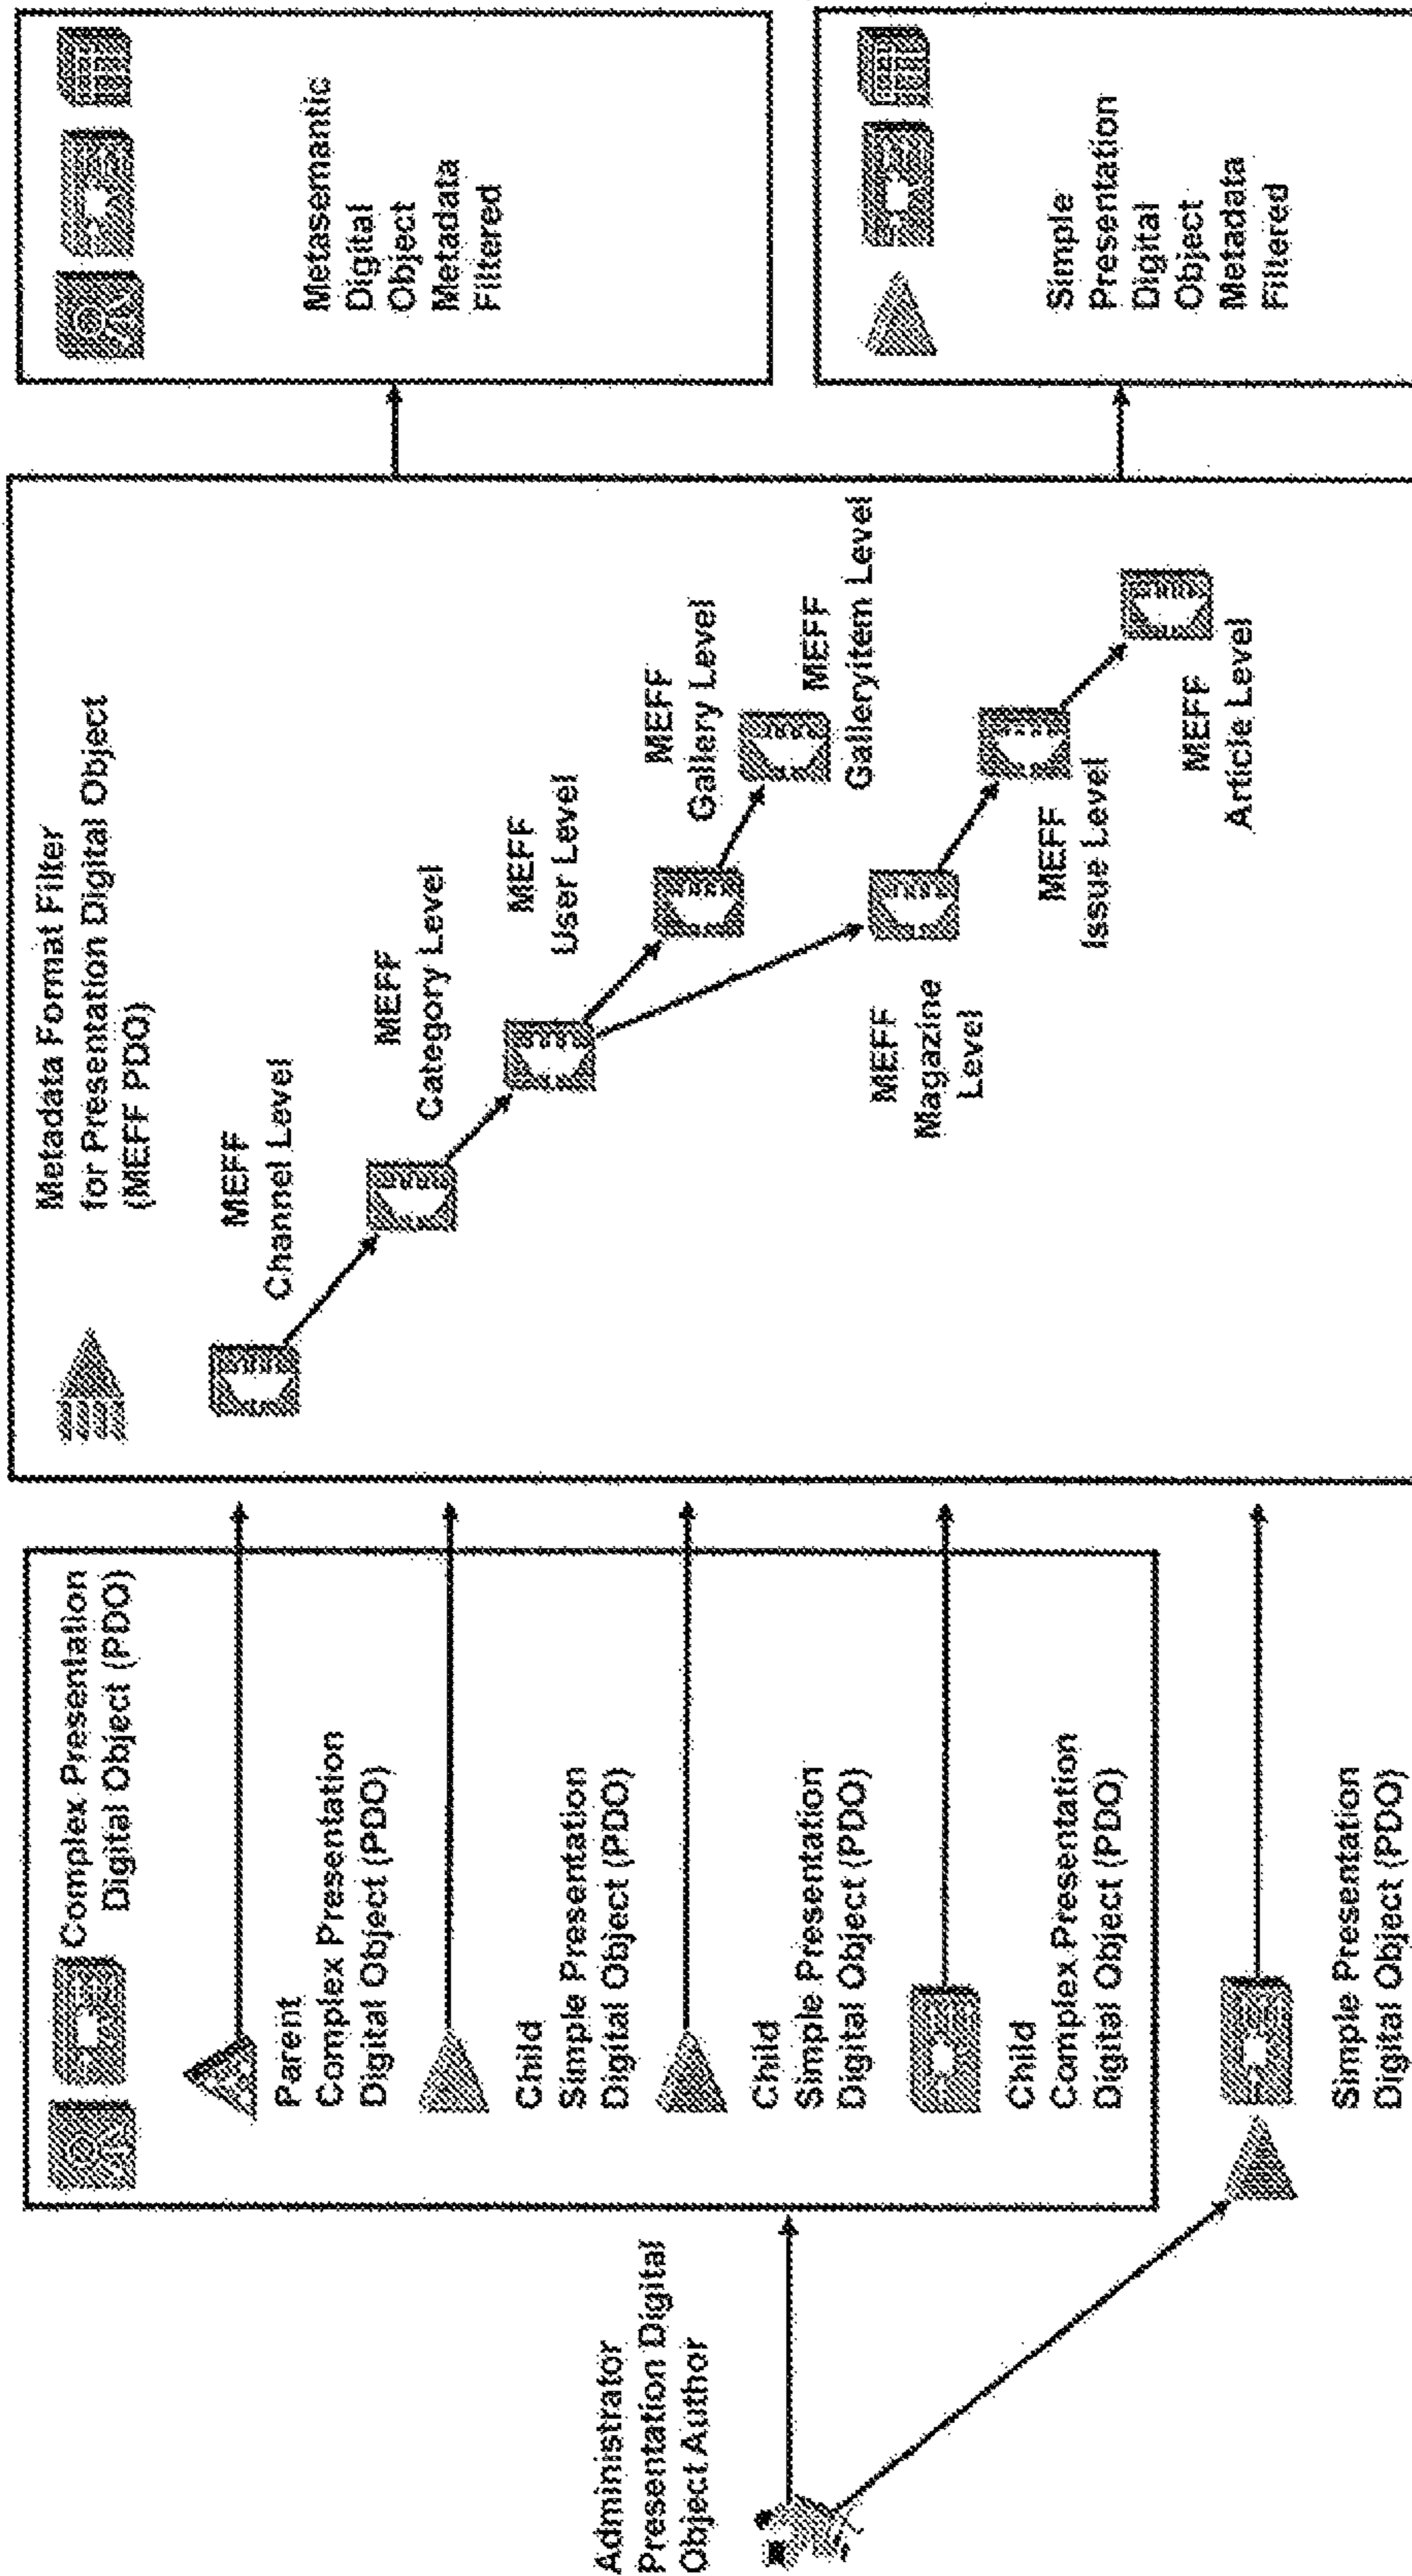 Administrator
Presentation Digital
Object Author
Complex Presentation
Digital Object (PDO)
Parent
Complex Presentation
Digital Object (PDO)
Child
Simple Presentation
Digital Object (PDO)
Child
Simple Presentation
Digital Object (PDO)
Child
Complex Presentation
Digital Object (PDO)
Simple Presentation
Digital Object (PDO)
Metadata Format Filter
for Presentation Digital Object
(MEFF PDO)
MEFF
Channel Level
MEFF
Category Level
MEFF
User Level
MEFF
Gallery Level
MEFF
Galleryitem Level
MEFF
Magazine
Level
MEFF
Issue Level
MEFF
Article Level
Metasemantic
Digital
Object
Metadata
Filtered
Simple
Presentation
Digital
Object
Metadata
Filtered